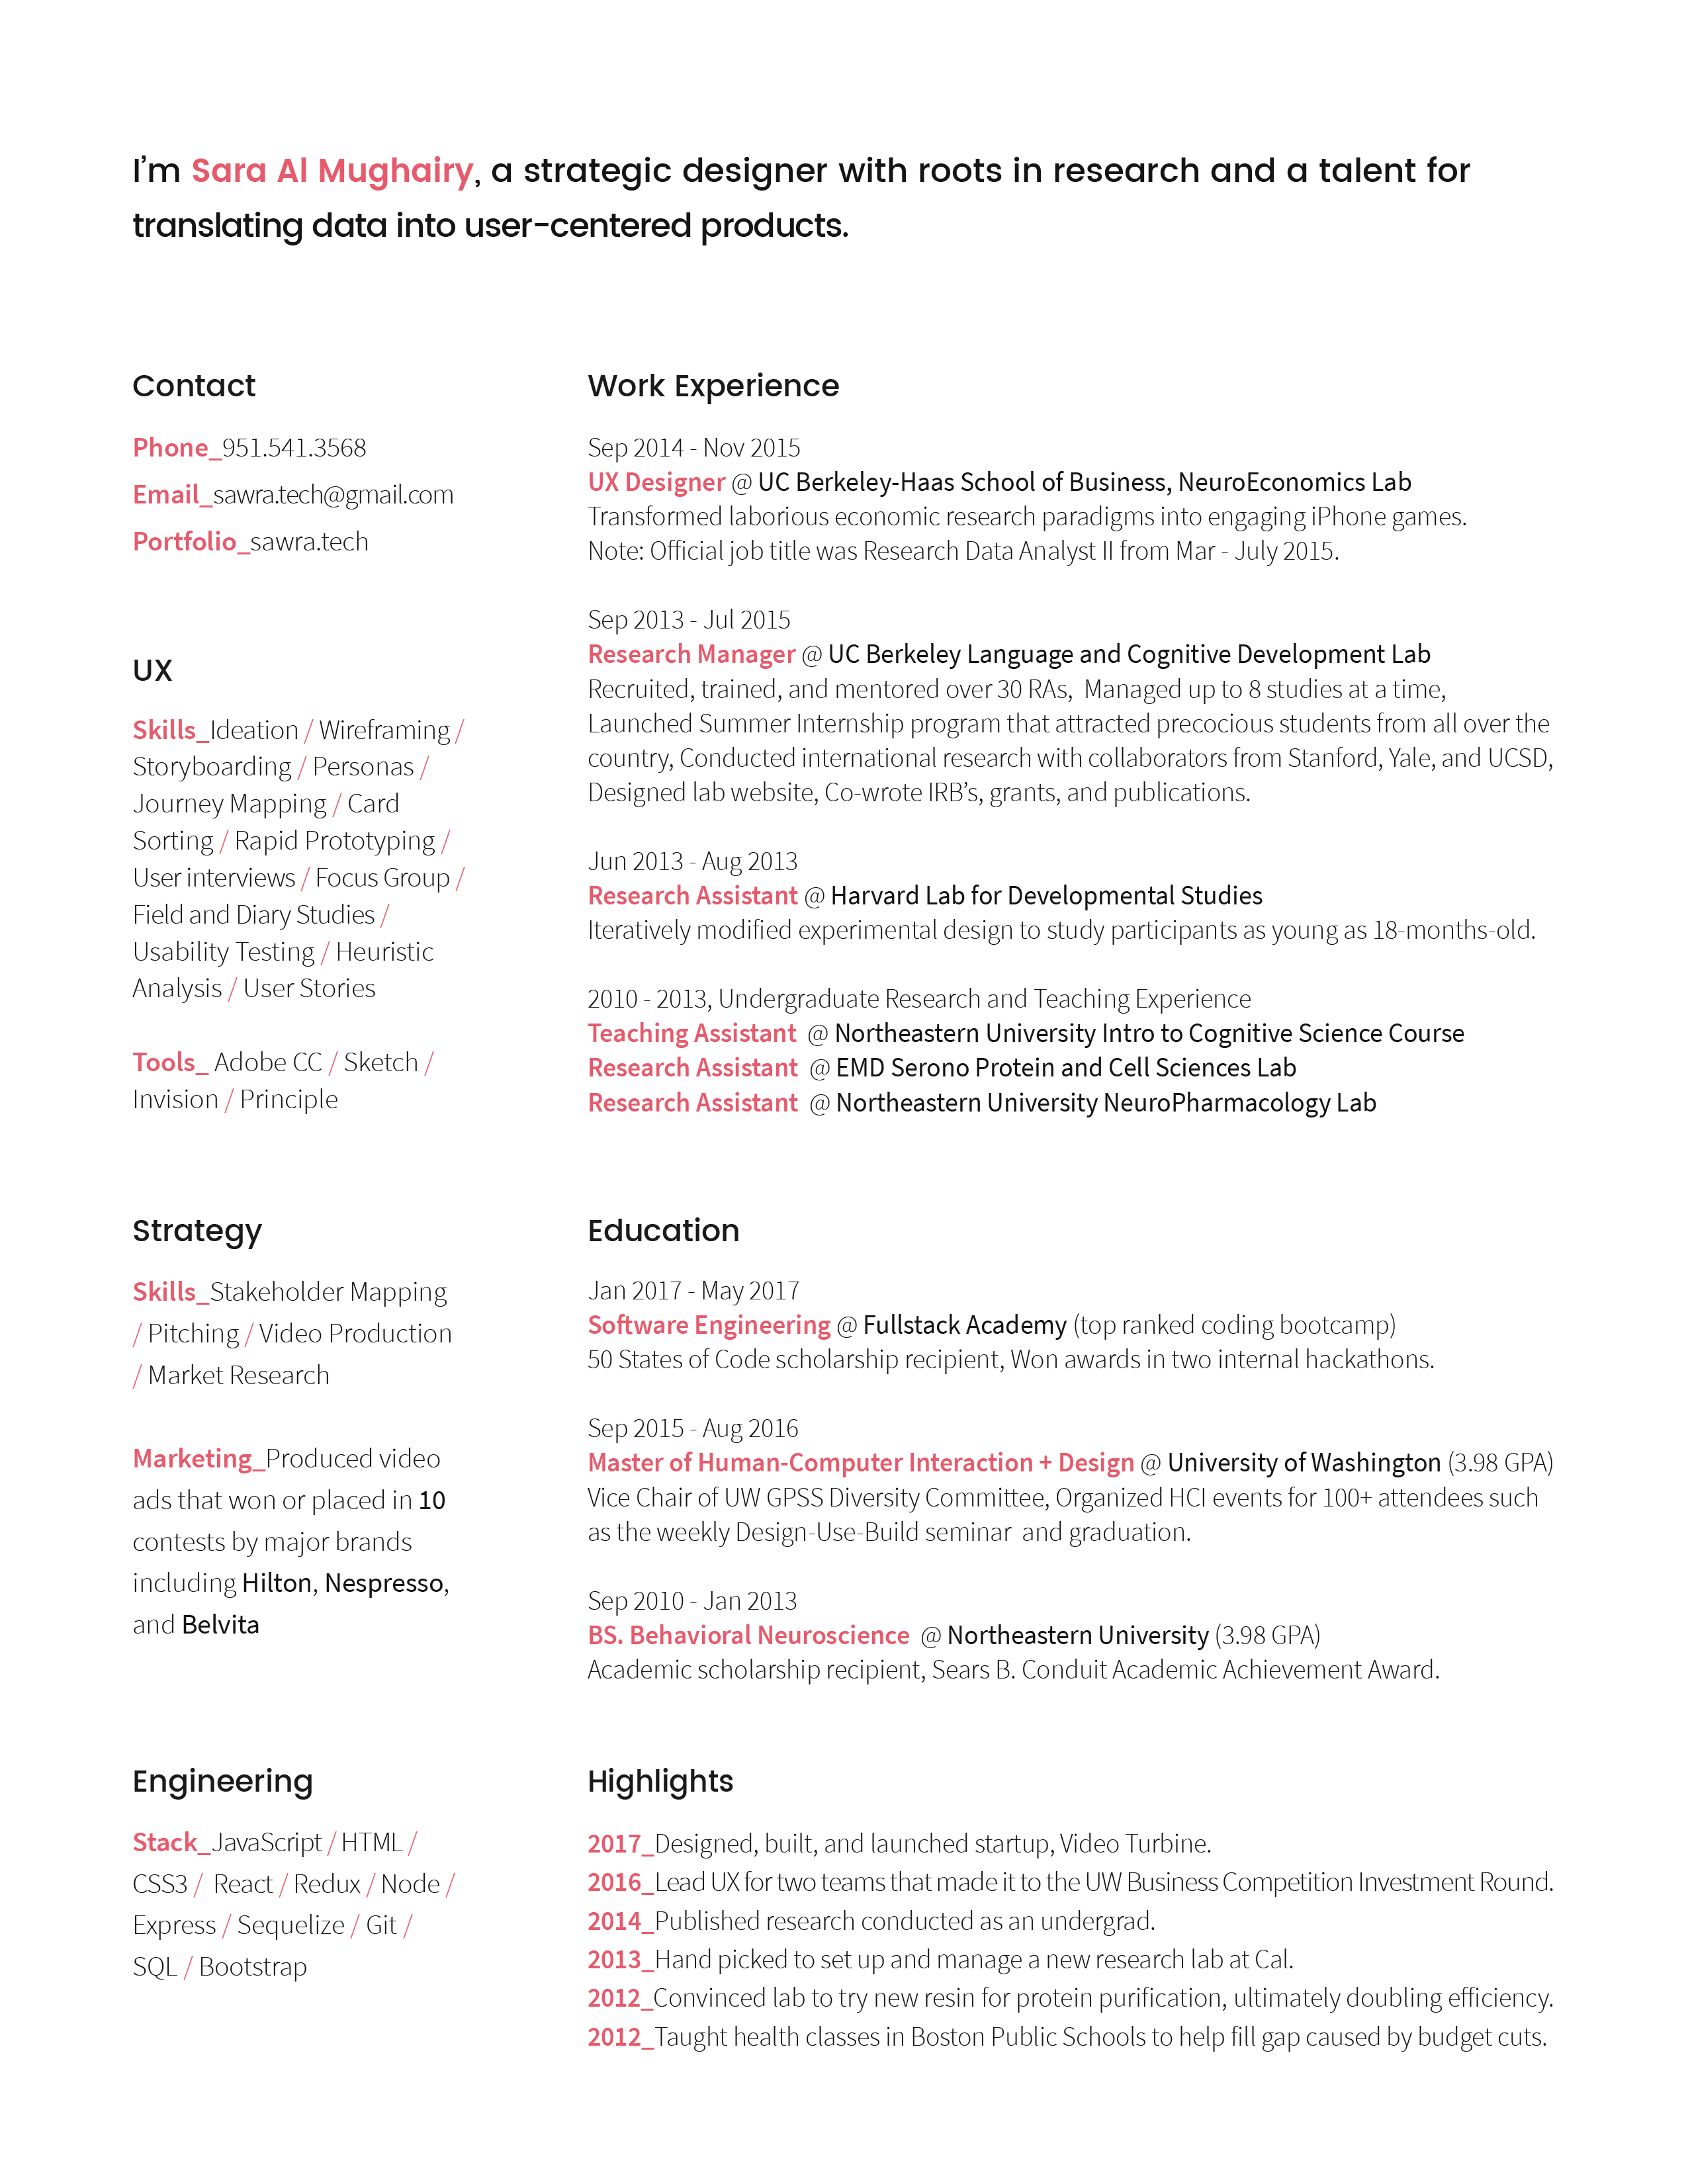 I'm Sara Al Mughairy, a strategic designer with roots in research and a talent for
translating data into user-centered products.
Contact
Phone_951.541.3568
Email_sawra.tech@gmail.com
Portfolio_sawra.tech
UX
Skills_Ideation / Wireframing /
Storyboarding / Personas /
Journey Mapping / Card
Sorting / Rapid Prototyping /
User interviews / Focus Group /
Field and Diary Studies /
Usability Testing / Heuristic
Analysis / User Stories
Tools_ Adobe CC / Sketch /
Invision / Principle
Strategy
Skills_Stakeholder Mapping
/ Pitching / Video Production
/ Market Research
Marketing_Produced video
ads that won or placed in 10
contests by major brands
including Hilton, Nespresso,
and Belvita
Engineering
Stack_JavaScript / HTML /
CSS3 / React / Redux / Node /
Express / Sequelize / Git /
SQL / Bootstrap
Work Experience
Sep 2014 - Nov 2015
UX Designer @ UC Berkeley-Haas School of Business, NeuroEconomics Lab
Transformed laborious economic research paradigms into engaging iPhone games.
Note: Official job title was Research Data Analyst II from Mar - July 2015.
Sep 2013 - Jul 2015
Research Manager @ UC Berkeley Language and Cognitive Development Lab
Recruited, trained, and mentored over 30 RAs,  Managed up to 8 studies at a time,
Launched Summer Internship program that attracted precocious students from all over the
country, Conducted international research with collaborators from Stanford, Yale, and UCSD,
Designed lab website, Co-wrote IRB's, grants, and publications.
Jun 2013 - Aug 2013
Research Assistant @ Harvard Lab for Developmental Studies
Iteratively modified experimental design to study participants as young as 18-months-old.
2010 - 2013, Undergraduate Research and Teaching Experience
Teaching Assistant @ Northeastern University Intro to Cognitive Science Course
Research Assistant @ EMD Serono Protein and Cell Sciences Lab
Research Assistant @ Northeastern University NeuroPharmacology Lab
Education
Jan 2017 - May 2017
Software Engineering @ Fullstack Academy (top ranked coding bootcamp)
50 States of Code scholarship recipient, Won awards in two internal hackathons.
Sep 2015 - Aug 2016
Master of Human-Computer Interaction + Design @ University of Washington (3.98 GPA)
Vice Chair of UW GPSS Diversity Committee, Organized HCI events for 100+ attendees such
as the weekly Design-Use-Build seminar  and graduation.
Sep 2010 - Jan 2013
BS. Behavioral Neuroscience @ Northeastern University (3.98 GPA)
Academic scholarship recipient, Sears B. Conduit Academic Achievement Award.
Highlights
2017_Designed, built, and launched startup, Video Turbine.
2016_Lead UX for two teams that made it to the UW Business Competition Investment Round.
2014_Published research conducted as an undergrad.
2013_Hand picked to set up and manage a new research lab at Cal.
2012_Convinced lab to try new resin for protein purification, ultimately doubling efficiency.
2012_Taught health classes in Boston Public Schools to help fill gap caused by budget cuts.